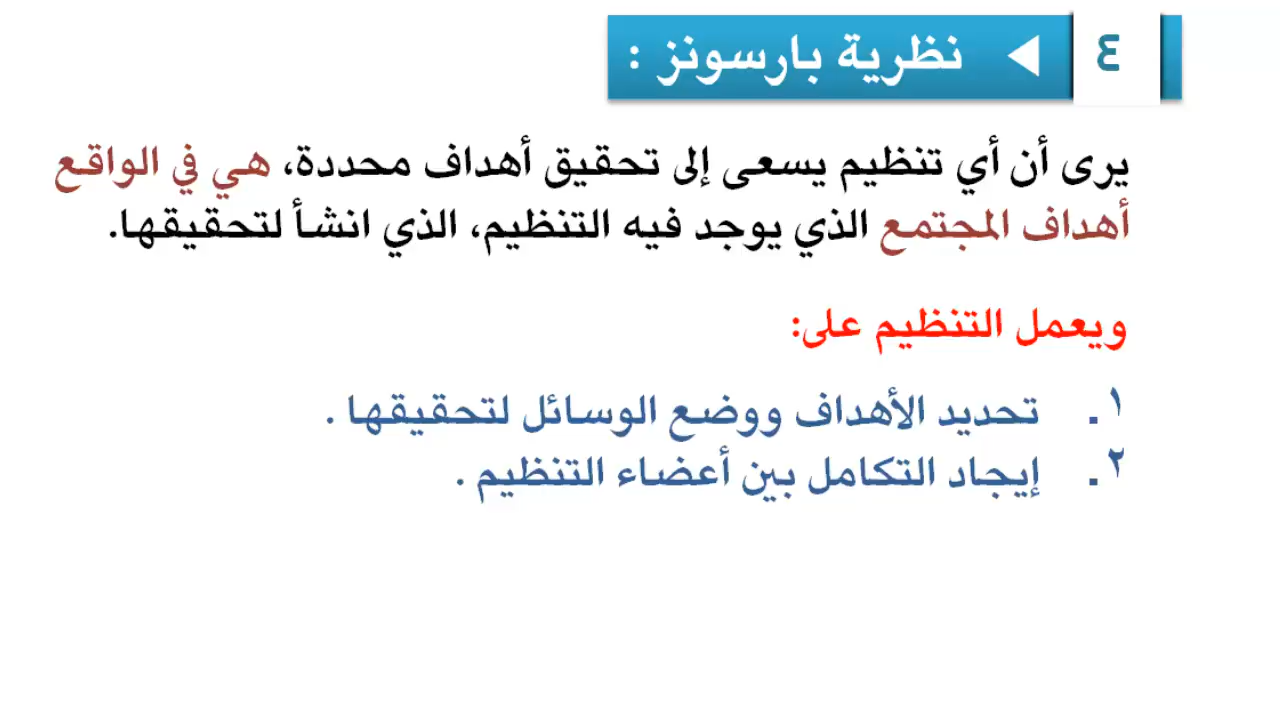 ٤ نظرية بارسونز :
يرى أن أي تنظيم يسعى إلى تحقيق أهداف محددة، هي في الواقع
أهداف المجتمع الذي يوجد فيه التنظيم، الذي انشأ لتحقيقها.
ويعمل التنظيم على:
١. تحديد الأهداف ووضع الوسائل لتحقيقها .
٢. إيجاد التكامل بين أعضاء التنظيم .